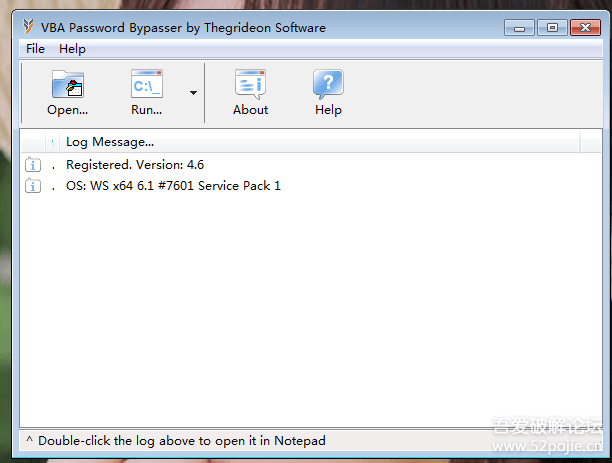 VBA Password Bypasser by Thegrideon Software
File Help
C:\_
Open... Run... About Help
Log Message...
. Registered. Version: 4.6
. OS: WS x64 6.1 #7601 Service Pack 1
^ Double-click the log above to open it in Notepad
吾爱破解论坛
www.52pojie.cn